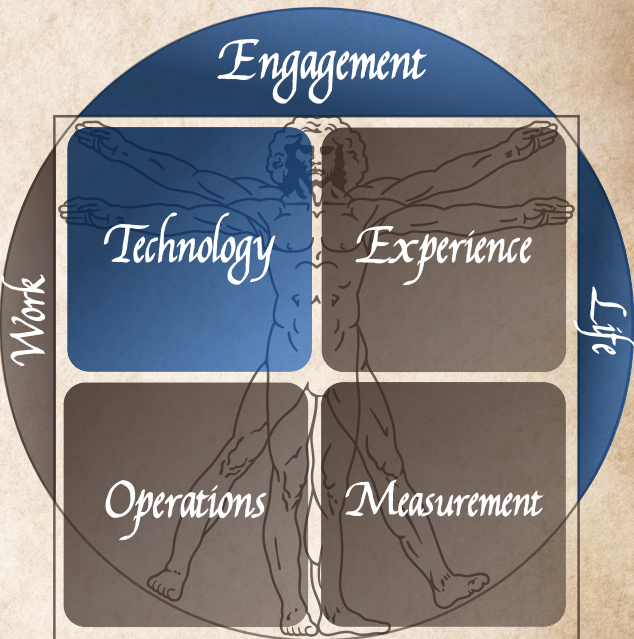 Engagement
Technology
Experience
Work
Life
Operations
Measurement